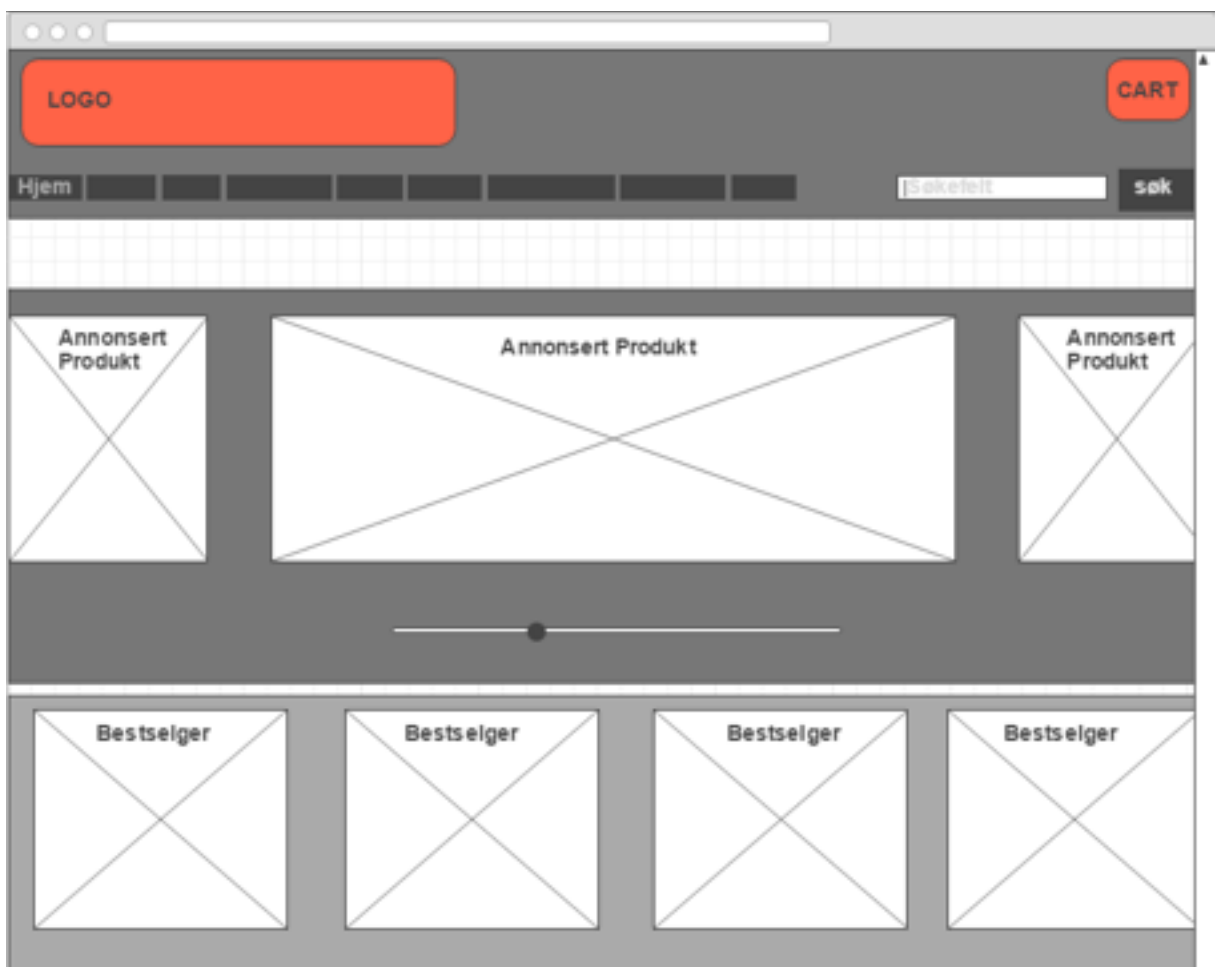 LOGO
CART
Hjem
Søkefelt
søk
Annonsert
Produkt
Annonsert Produkt
Annonsert
Produkt
Bestselger
Bestselger
Bestselger
Bestselger